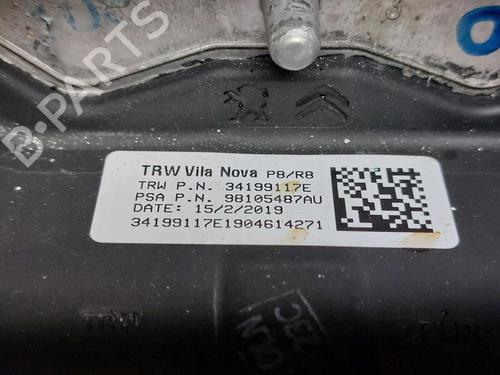 B-PARTS
TRW Vila Nova P8/R8
TRW P.N. 34199117E
PSA P.N. 98105487AU
DATE: 15/2/2019
34199117E1904614271
TRW